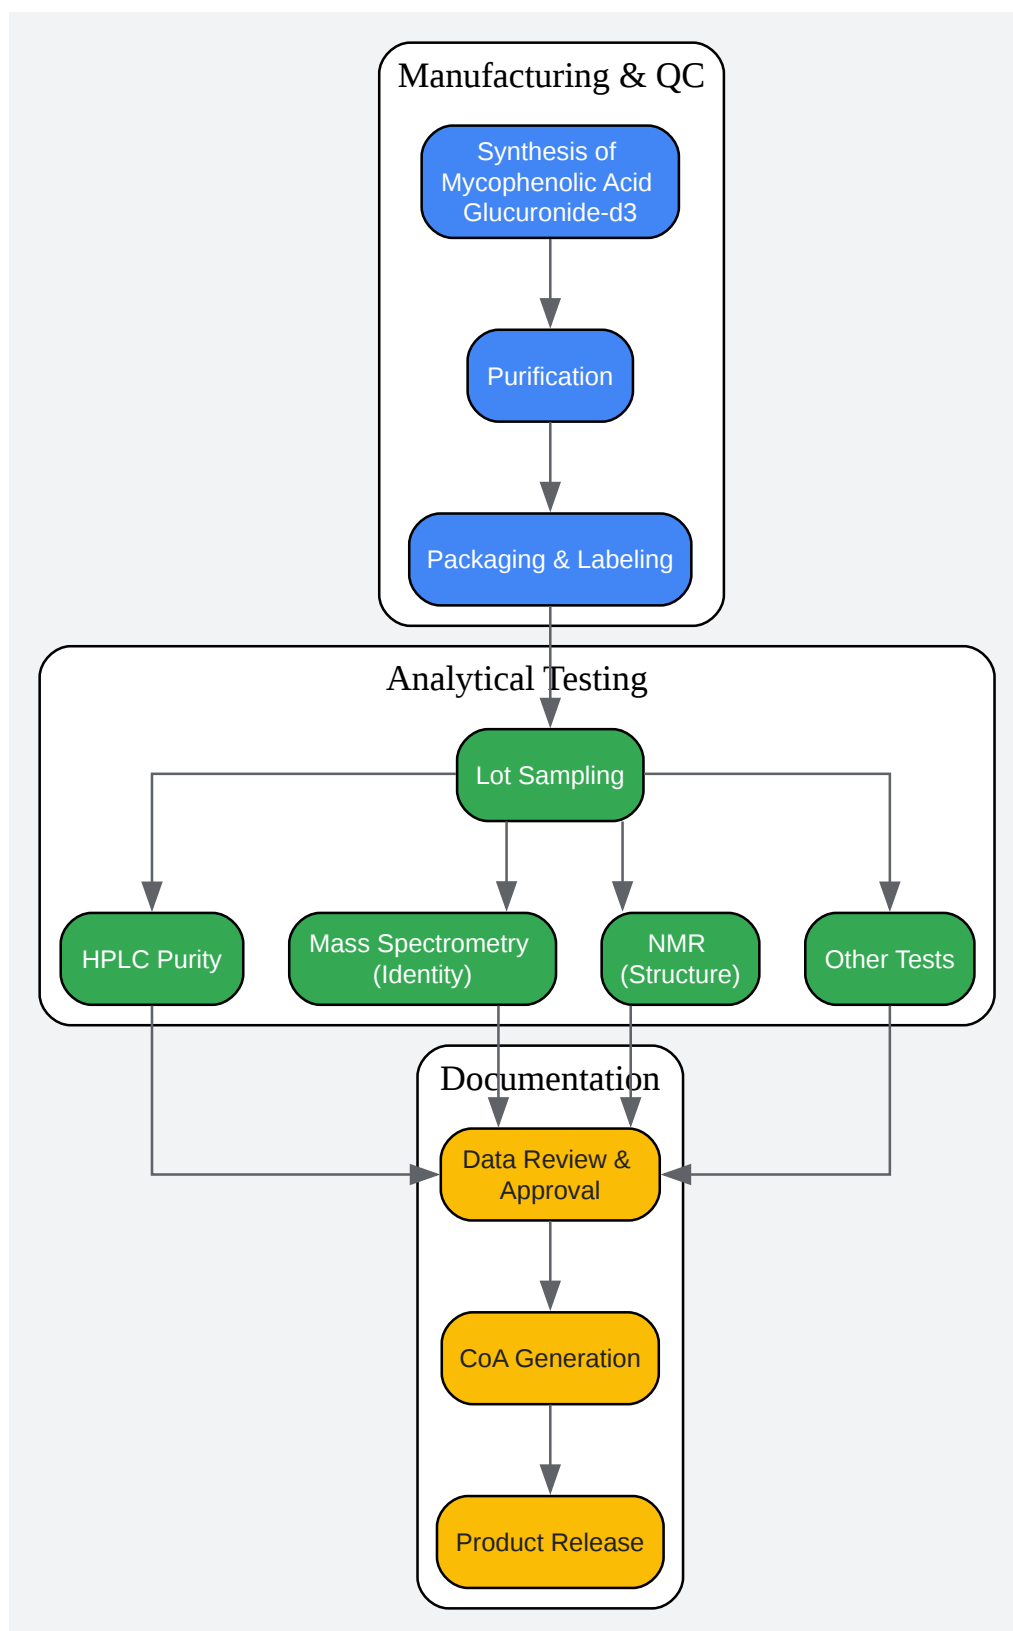 Manufacturing & QC
Synthesis of
Mycophenolic Acid
Glucuronide-d3
Purification
Packaging & Labeling
Analytical Testing
Lot Sampling
HPLC Purity
Mass Spectrometry
(Identity)
NMR
(Structure)
Other Tests
Documentation
Data Review &
Approval
CoA Generation
Product Release